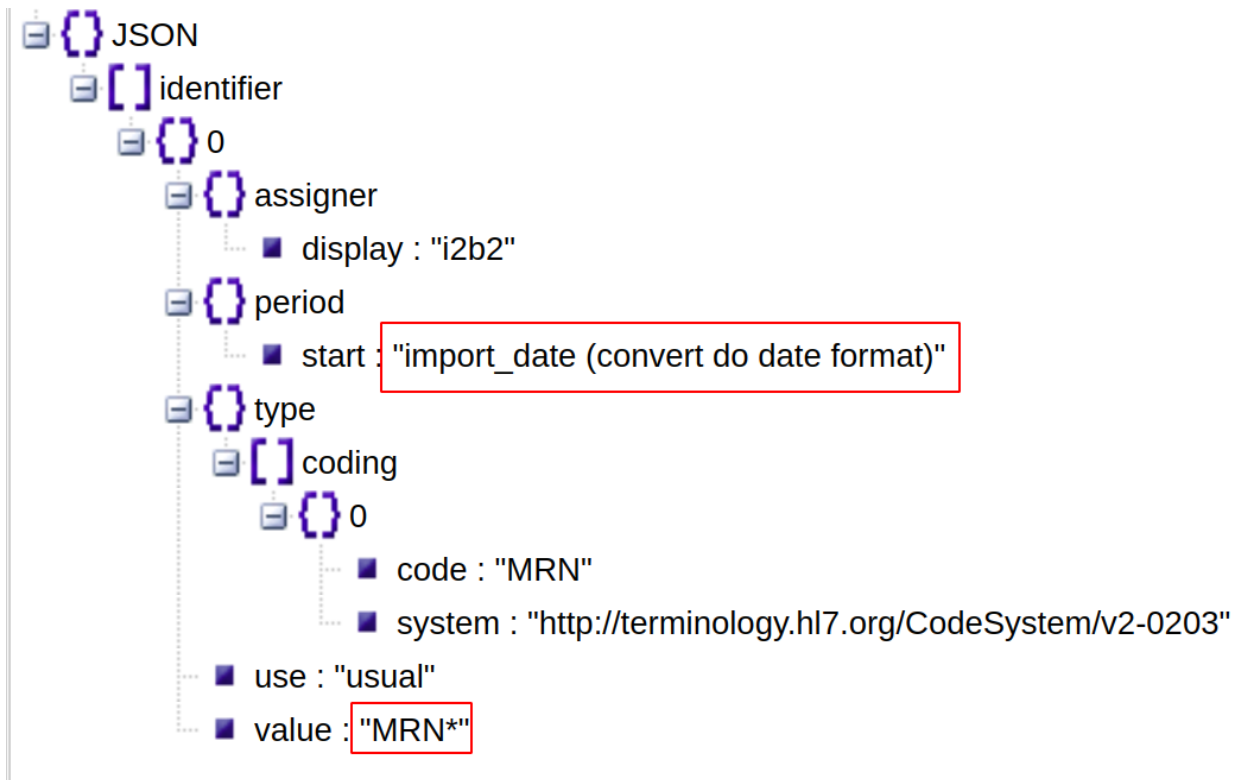 JSON
identifier
0
assigner
display : "i2b2"
period
start : "import_date (convert do date format)"
type
coding
0
code : "MRN"
system : "http://terminology.hl7.org/CodeSystem/v2-0203"
use : "usual"
value : "MRN*"